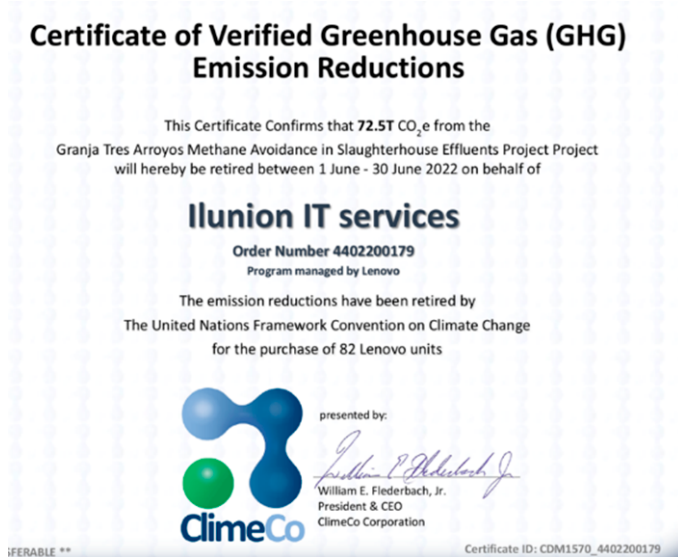 Certificate of Verified Greenhouse Gas (GHG)
Emission Reductions
This Certificate Confirms that 72.5T CO₂e from the
Granja Tres Arroyos Methane Avoidance in Slaughterhouse Effluents Project Project
will hereby be retired between 1 June - 30 June 2022 on behalf of
Ilunion IT services
Order Number 4402200179
Program managed by Lenovo
The emission reductions have been retired by
The United Nations Framework Convention on Climate Change
for the purchase of 82 Lenovo units
presented by:
William E. Flederbach, Jr.
William E. Flederbach, Jr.
President & CEO
ClimeCo Corporation
ClimeCo
SFERABLE ** Certificate ID: CDM1570_4402200179